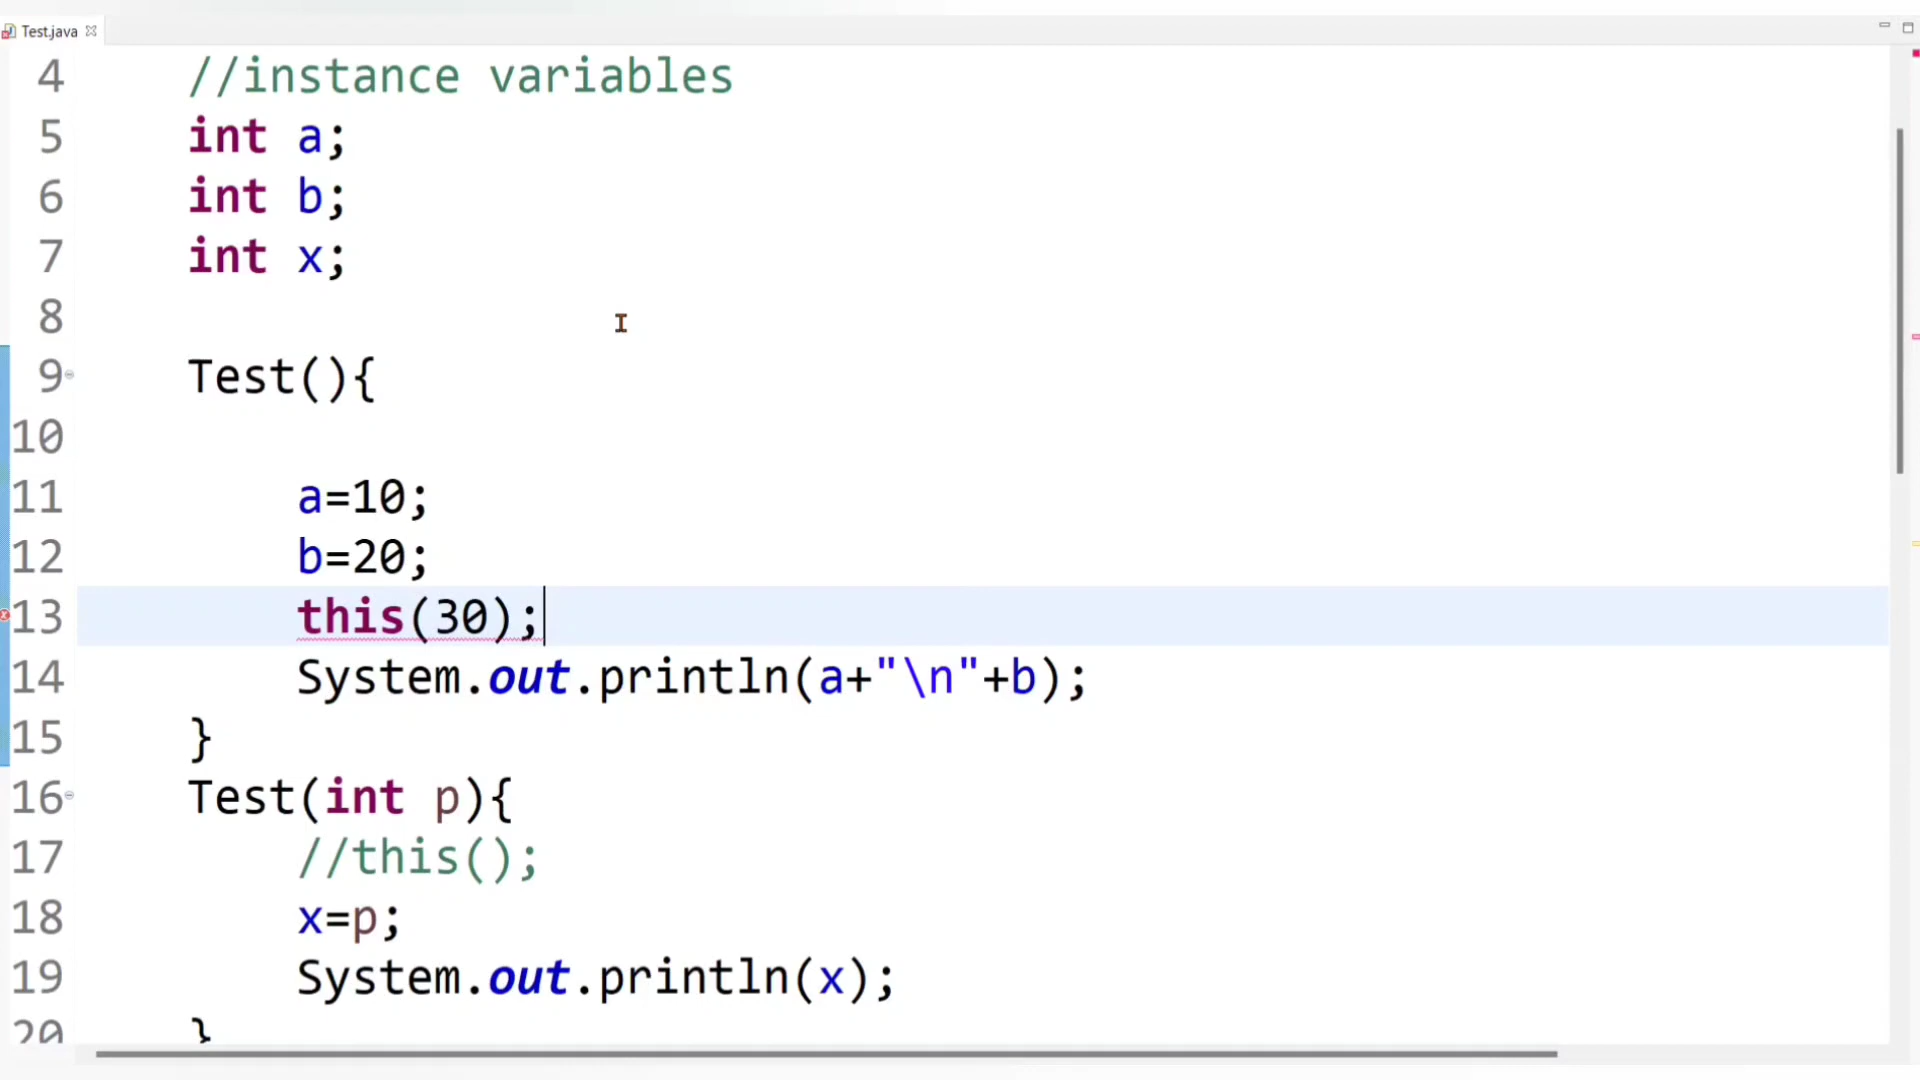 Test.java
4 //instance variables
5 int a;
6 int b;
7 int x;
8
9 Test(){
10
11 a=10;
12 b=20;
13 this(30);
14 System.out.println(a+"\n"+b);
15 }
16 Test(int p){
17 //this();
18 x=p;
19 System.out.println(x);
20 }